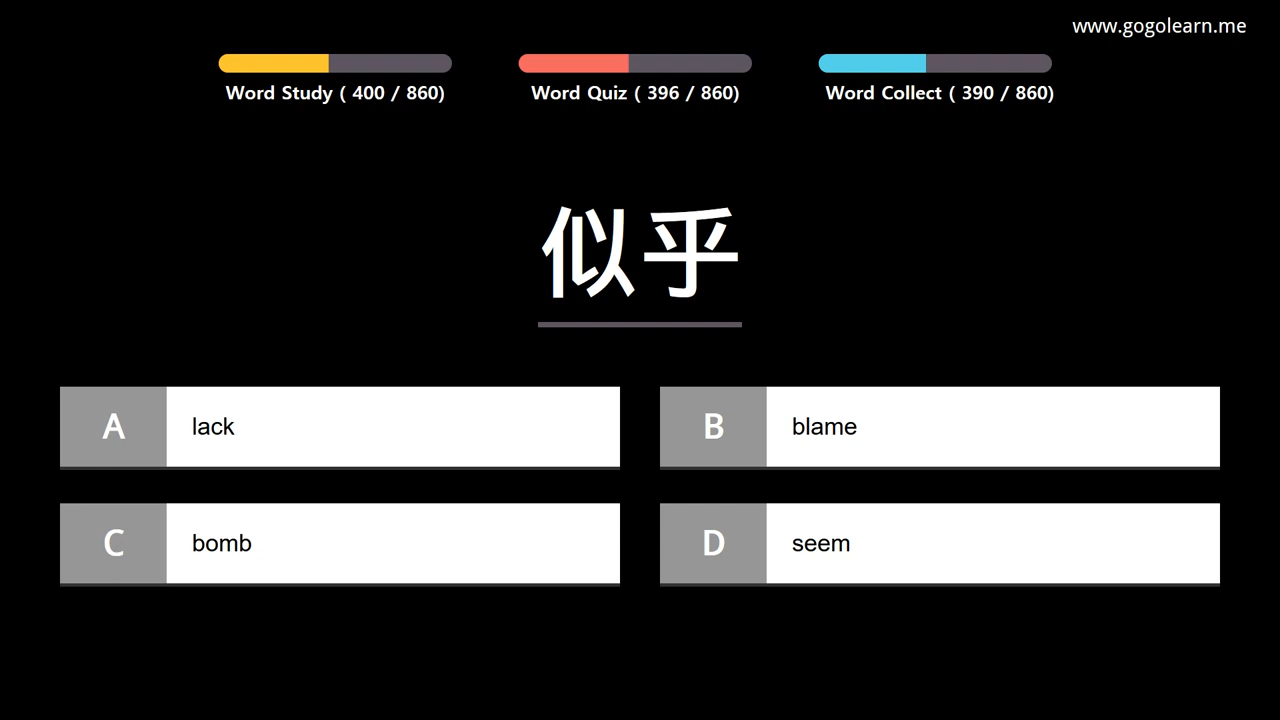 www.gogolearn.me
Word Study ( 400 / 860)
Word Quiz ( 396 / 860)
Word Collect ( 390 / 860)
似乎
A lack
B blame
C bomb
D seem